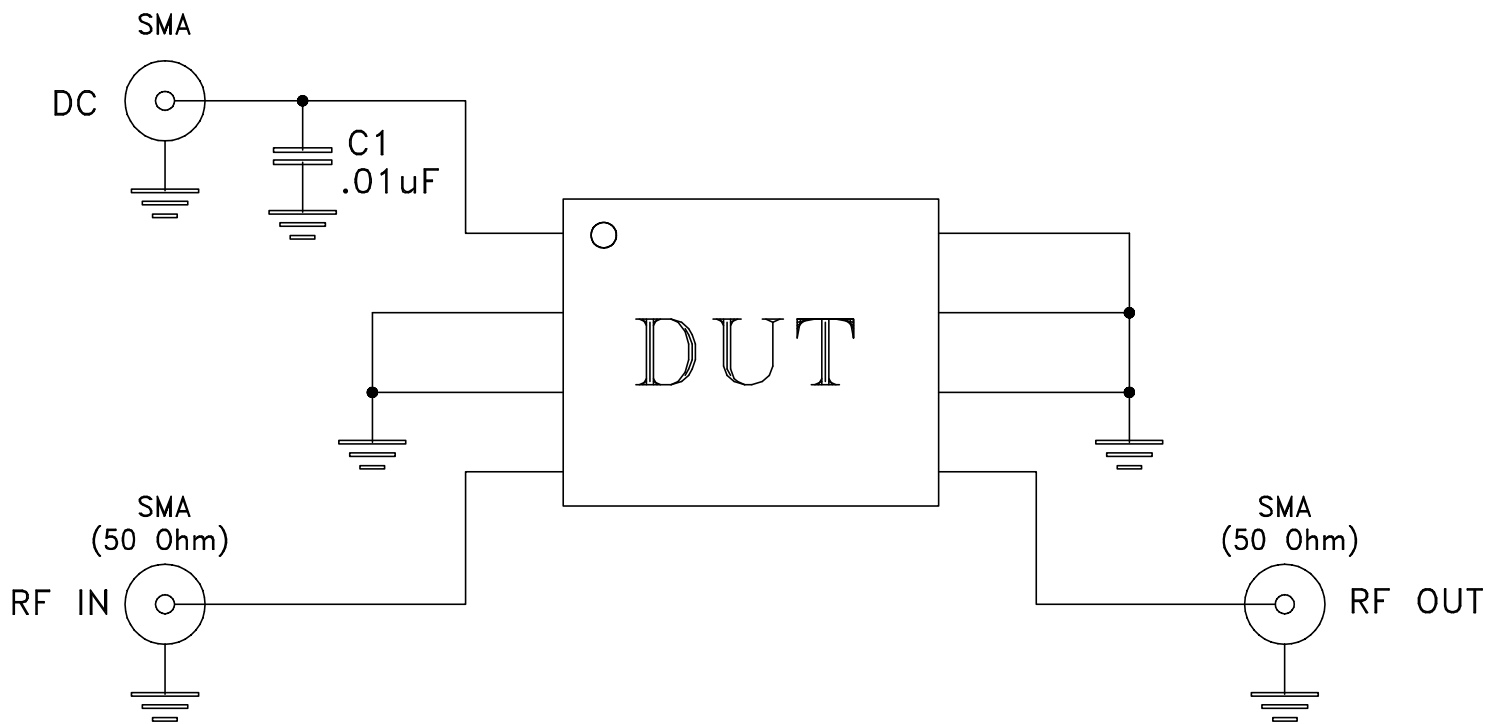 SMA
DC
C1
.01uF
DUT
SMA
(50 Ohm)
RF IN
SMA
(50 Ohm)
RF OUT